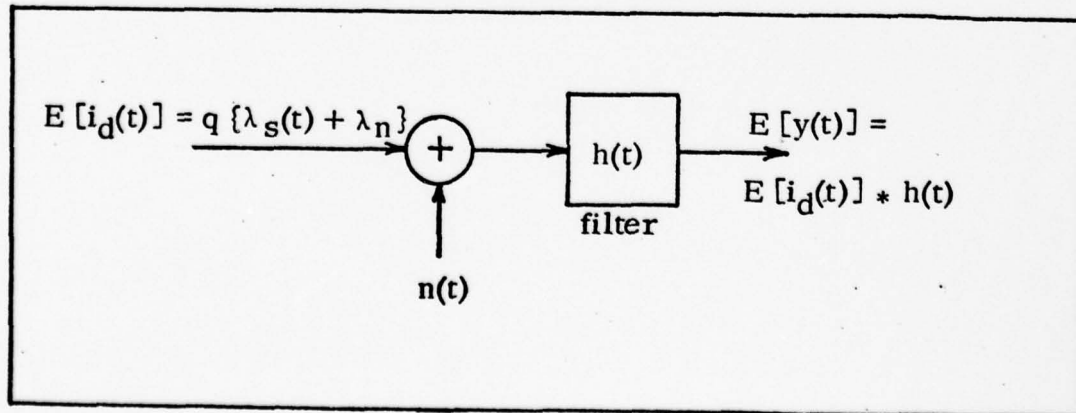 E [i_d(t)] = q {λ_s(t) + λ_n}
+
h(t)
filter
n(t)
E [y(t)] =
E [i_d(t)] * h(t)